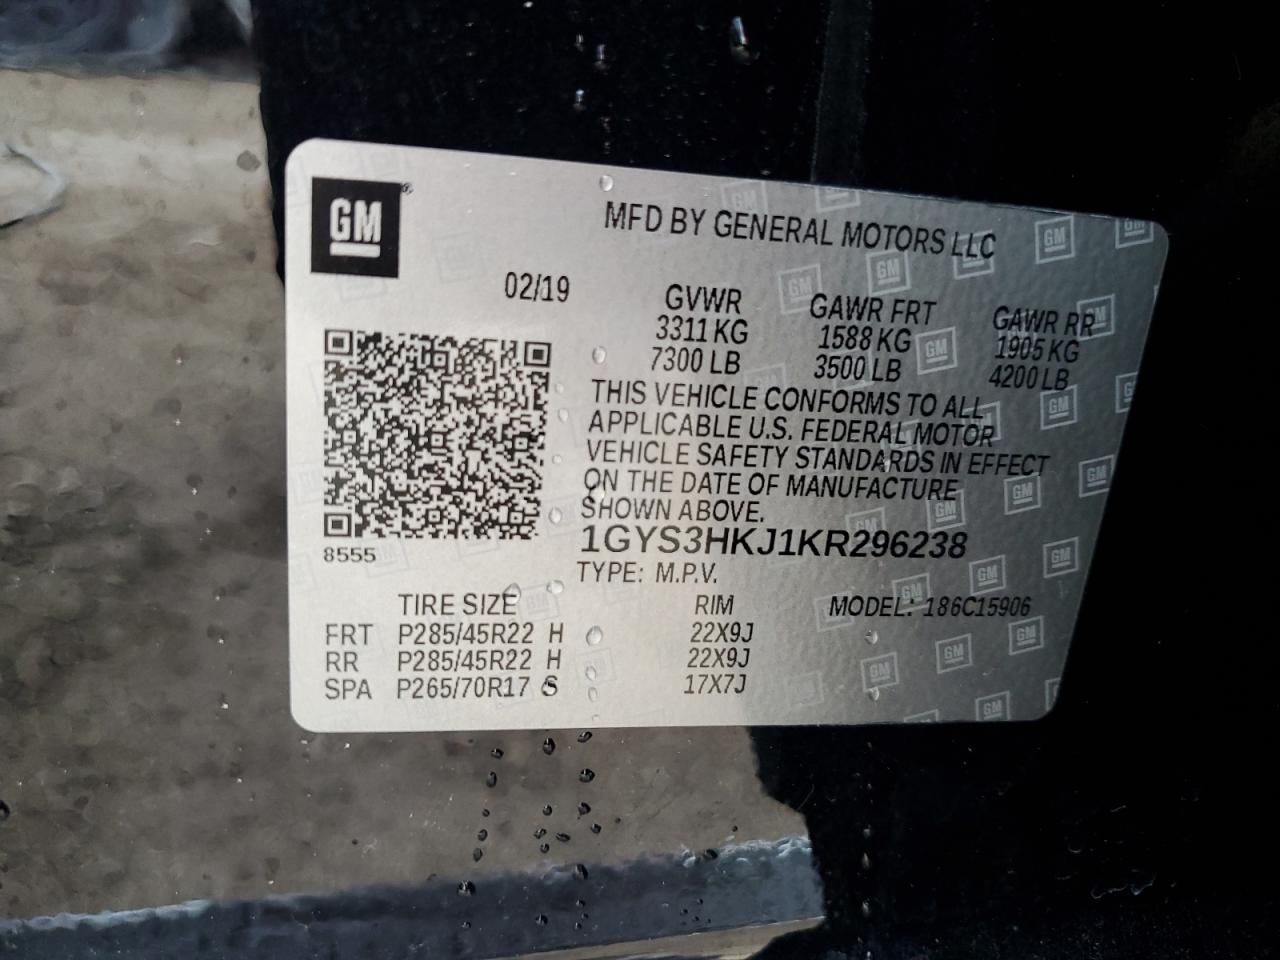 GM®
MFD BY GENERAL MOTORS LLC
02/19
GVWR GAWR FRT GAWR RR
3311 KG 1588 KG 1905 KG
7300 LB 3500 LB 4200 LB
THIS VEHICLE CONFORMS TO ALL
APPLICABLE U.S. FEDERAL MOTOR
VEHICLE SAFETY STANDARDS IN EFFECT
ON THE DATE OF MANUFACTURE
SHOWN ABOVE.
1GYS3HKJ1KR296238
8555
TYPE: M.P.V.
TIRE SIZE RIM MODEL: 186C15906
FRT P285/45R22 H 22X9J
RR P285/45R22 H 22X9J
SPA P265/70R17 S 17X7J